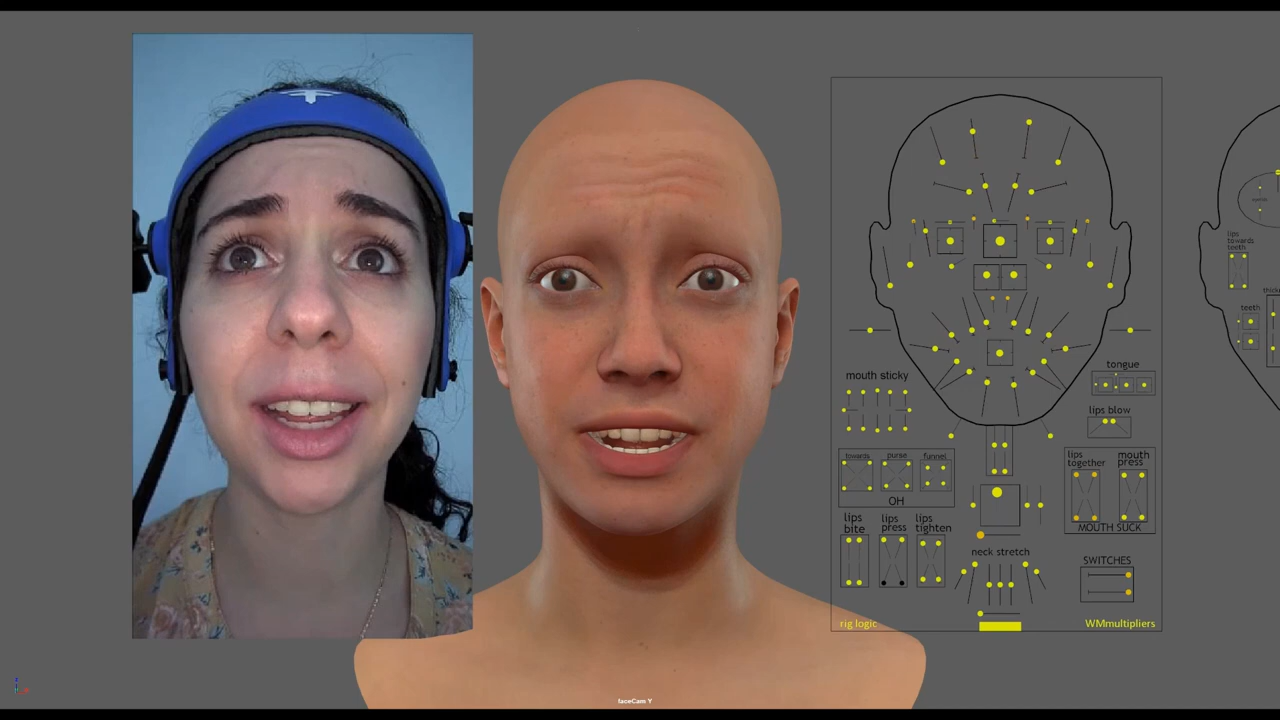 mouth sticky
towards
purse
funnel
OH
lips
bite
lips
press
lips
tighten
rig logic
neck stretch
tongue
lips blow
lips
together
mouth
press
MOUTH SUCK
SWITCHES
WMmultipliers
lips
towards
teeth
teeth
faceCam Y